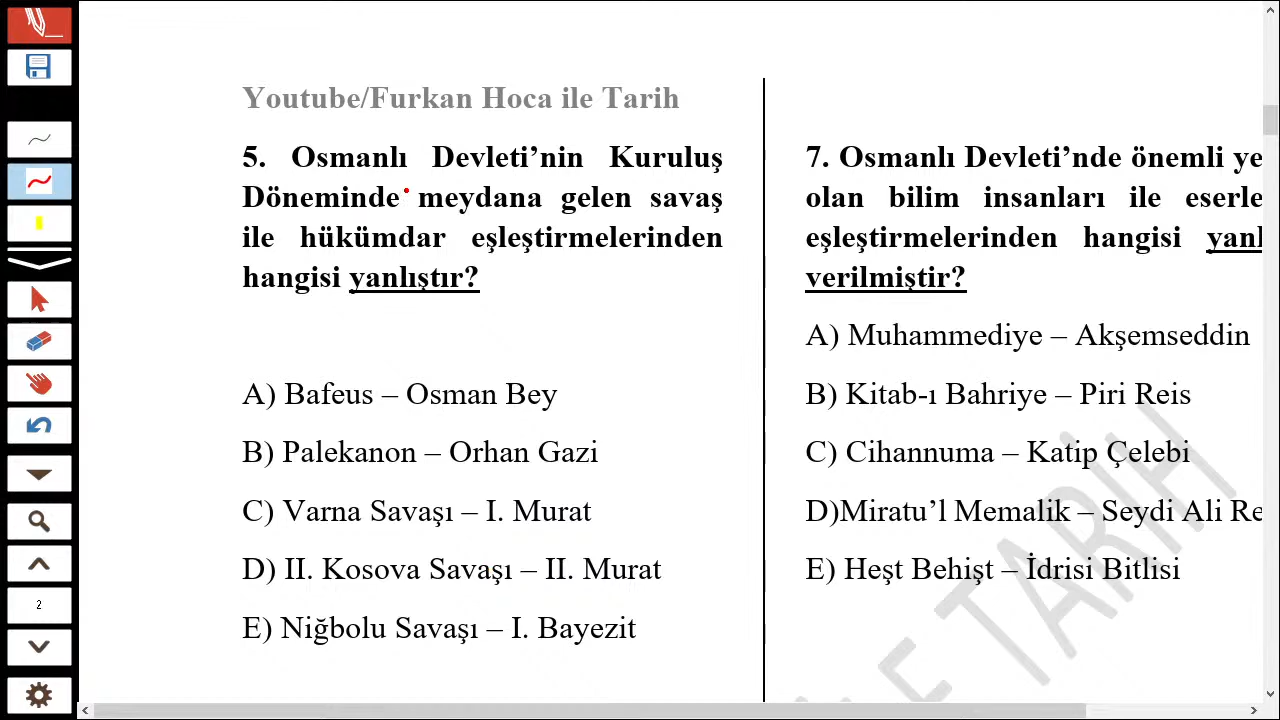 Youtube/Furkan Hoca ile Tarih
5. Osmanlı Devleti’nin Kuruluş
Döneminde meydana gelen savaş
ile hükümdar eşleştirmelerinden
hangisi yanlıştır?
A) Bafeus – Osman Bey
B) Palekanon – Orhan Gazi
C) Varna Savaşı – I. Murat
D) II. Kosova Savaşı – II. Murat
E) Niğbolu Savaşı – I. Bayezit
7. Osmanlı Devleti’nde önemli ye
olan bilim insanları ile eserle
eşleştirmelerinden hangisi yanl
verilmiştir?
A) Muhammediye – Akşemseddin
B) Kitab-ı Bahriye – Piri Reis
C) Cihannuma – Katip Çelebi
D)Miratu’l Memalik – Seydi Ali Re
E) Heşt Behişt – İdrisi Bitlisi
LE TARİH
2